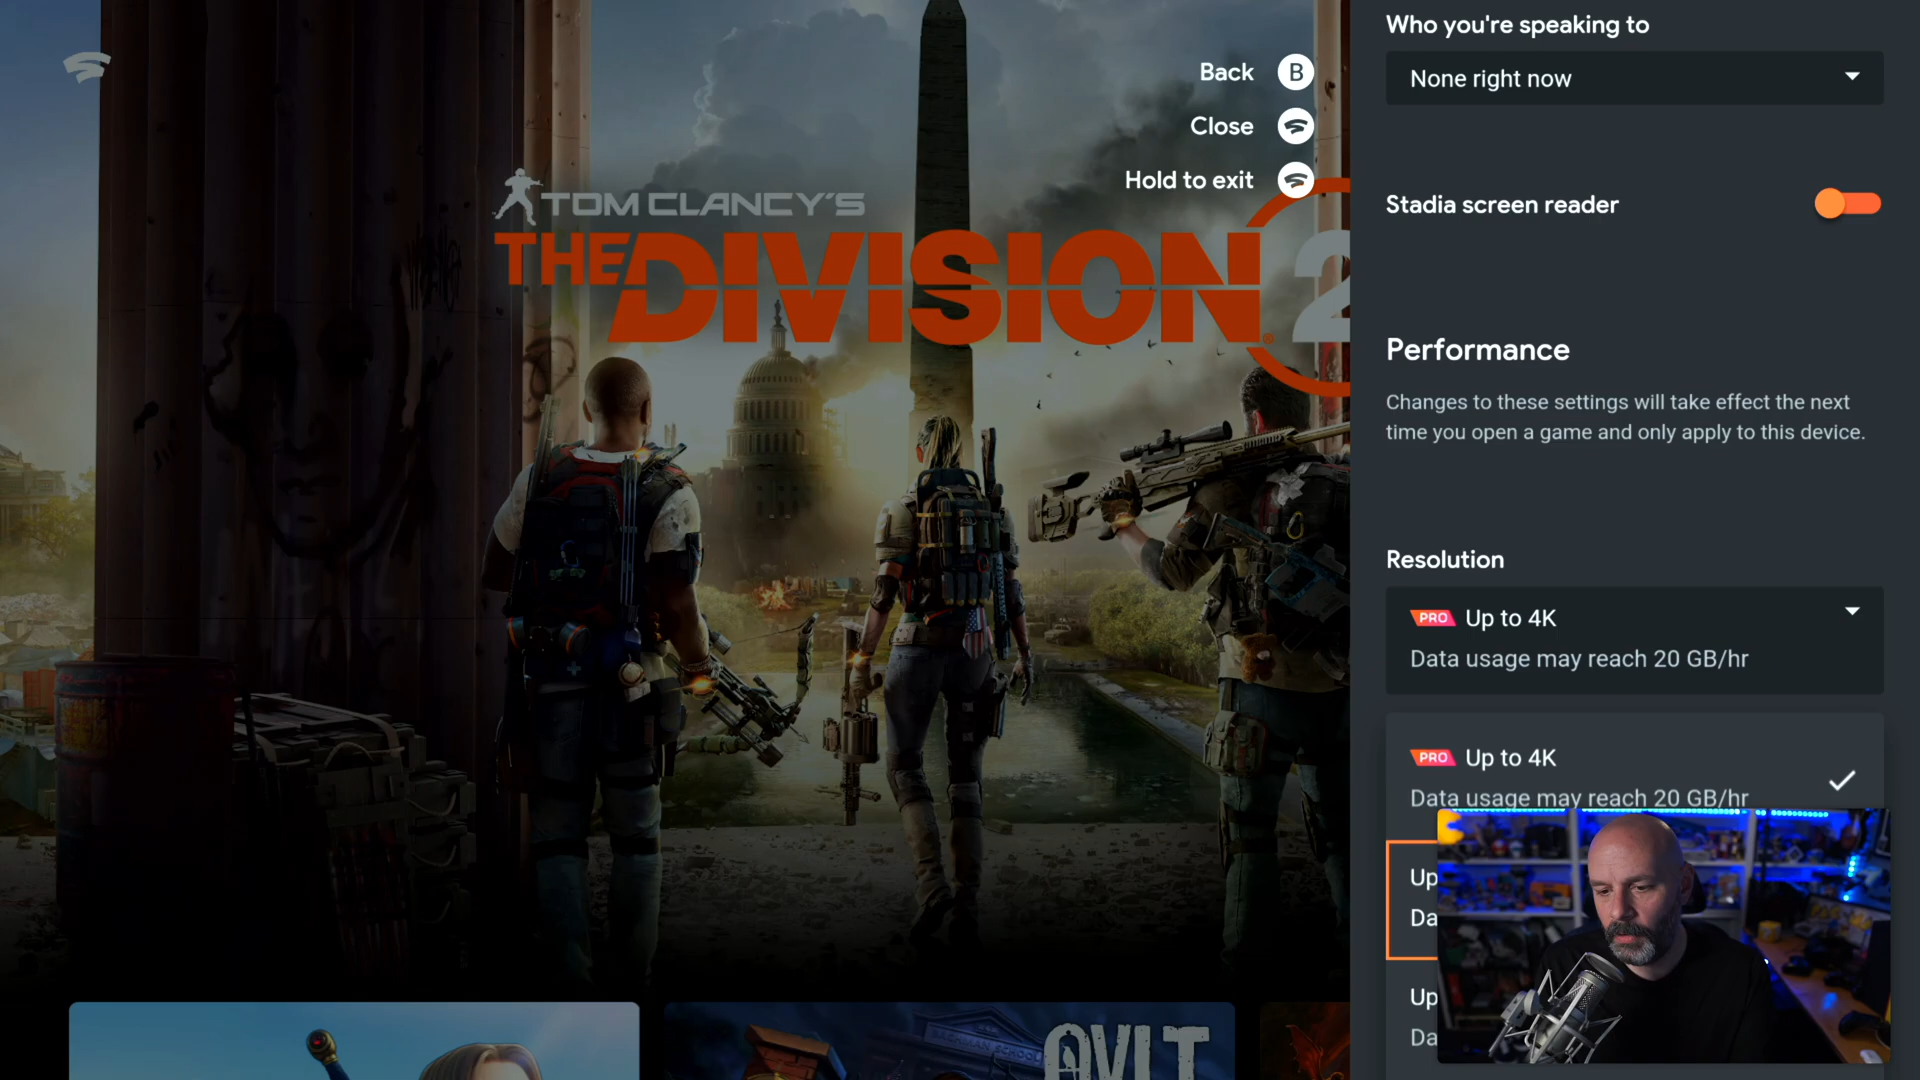 Who you're speaking to
None right now
Back B
Close
Hold to exit
Stadia screen reader
TOM CLANCY'S
THE DIVISION 2
Performance
Changes to these settings will take effect the next
time you open a game and only apply to this device.
Resolution
PRO Up to 4K
Data usage may reach 20 GB/hr
PRO Up to 4K
Data usage may reach 20 GB/hr
Up
Da
Up
Da